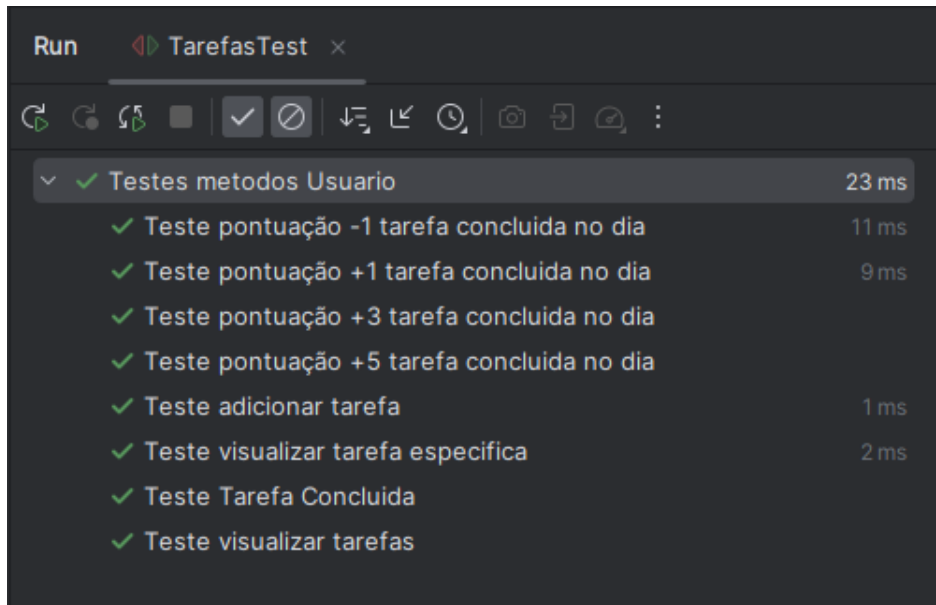 Run TarefasTest
Testes metodos Usuario 23 ms
Teste pontuação -1 tarefa concluida no dia 11 ms
Teste pontuação +1 tarefa concluida no dia 9 ms
Teste pontuação +3 tarefa concluida no dia
Teste pontuação +5 tarefa concluida no dia
Teste adicionar tarefa 1 ms
Teste visualizar tarefa especifica 2 ms
Teste Tarefa Concluida
Teste visualizar tarefas